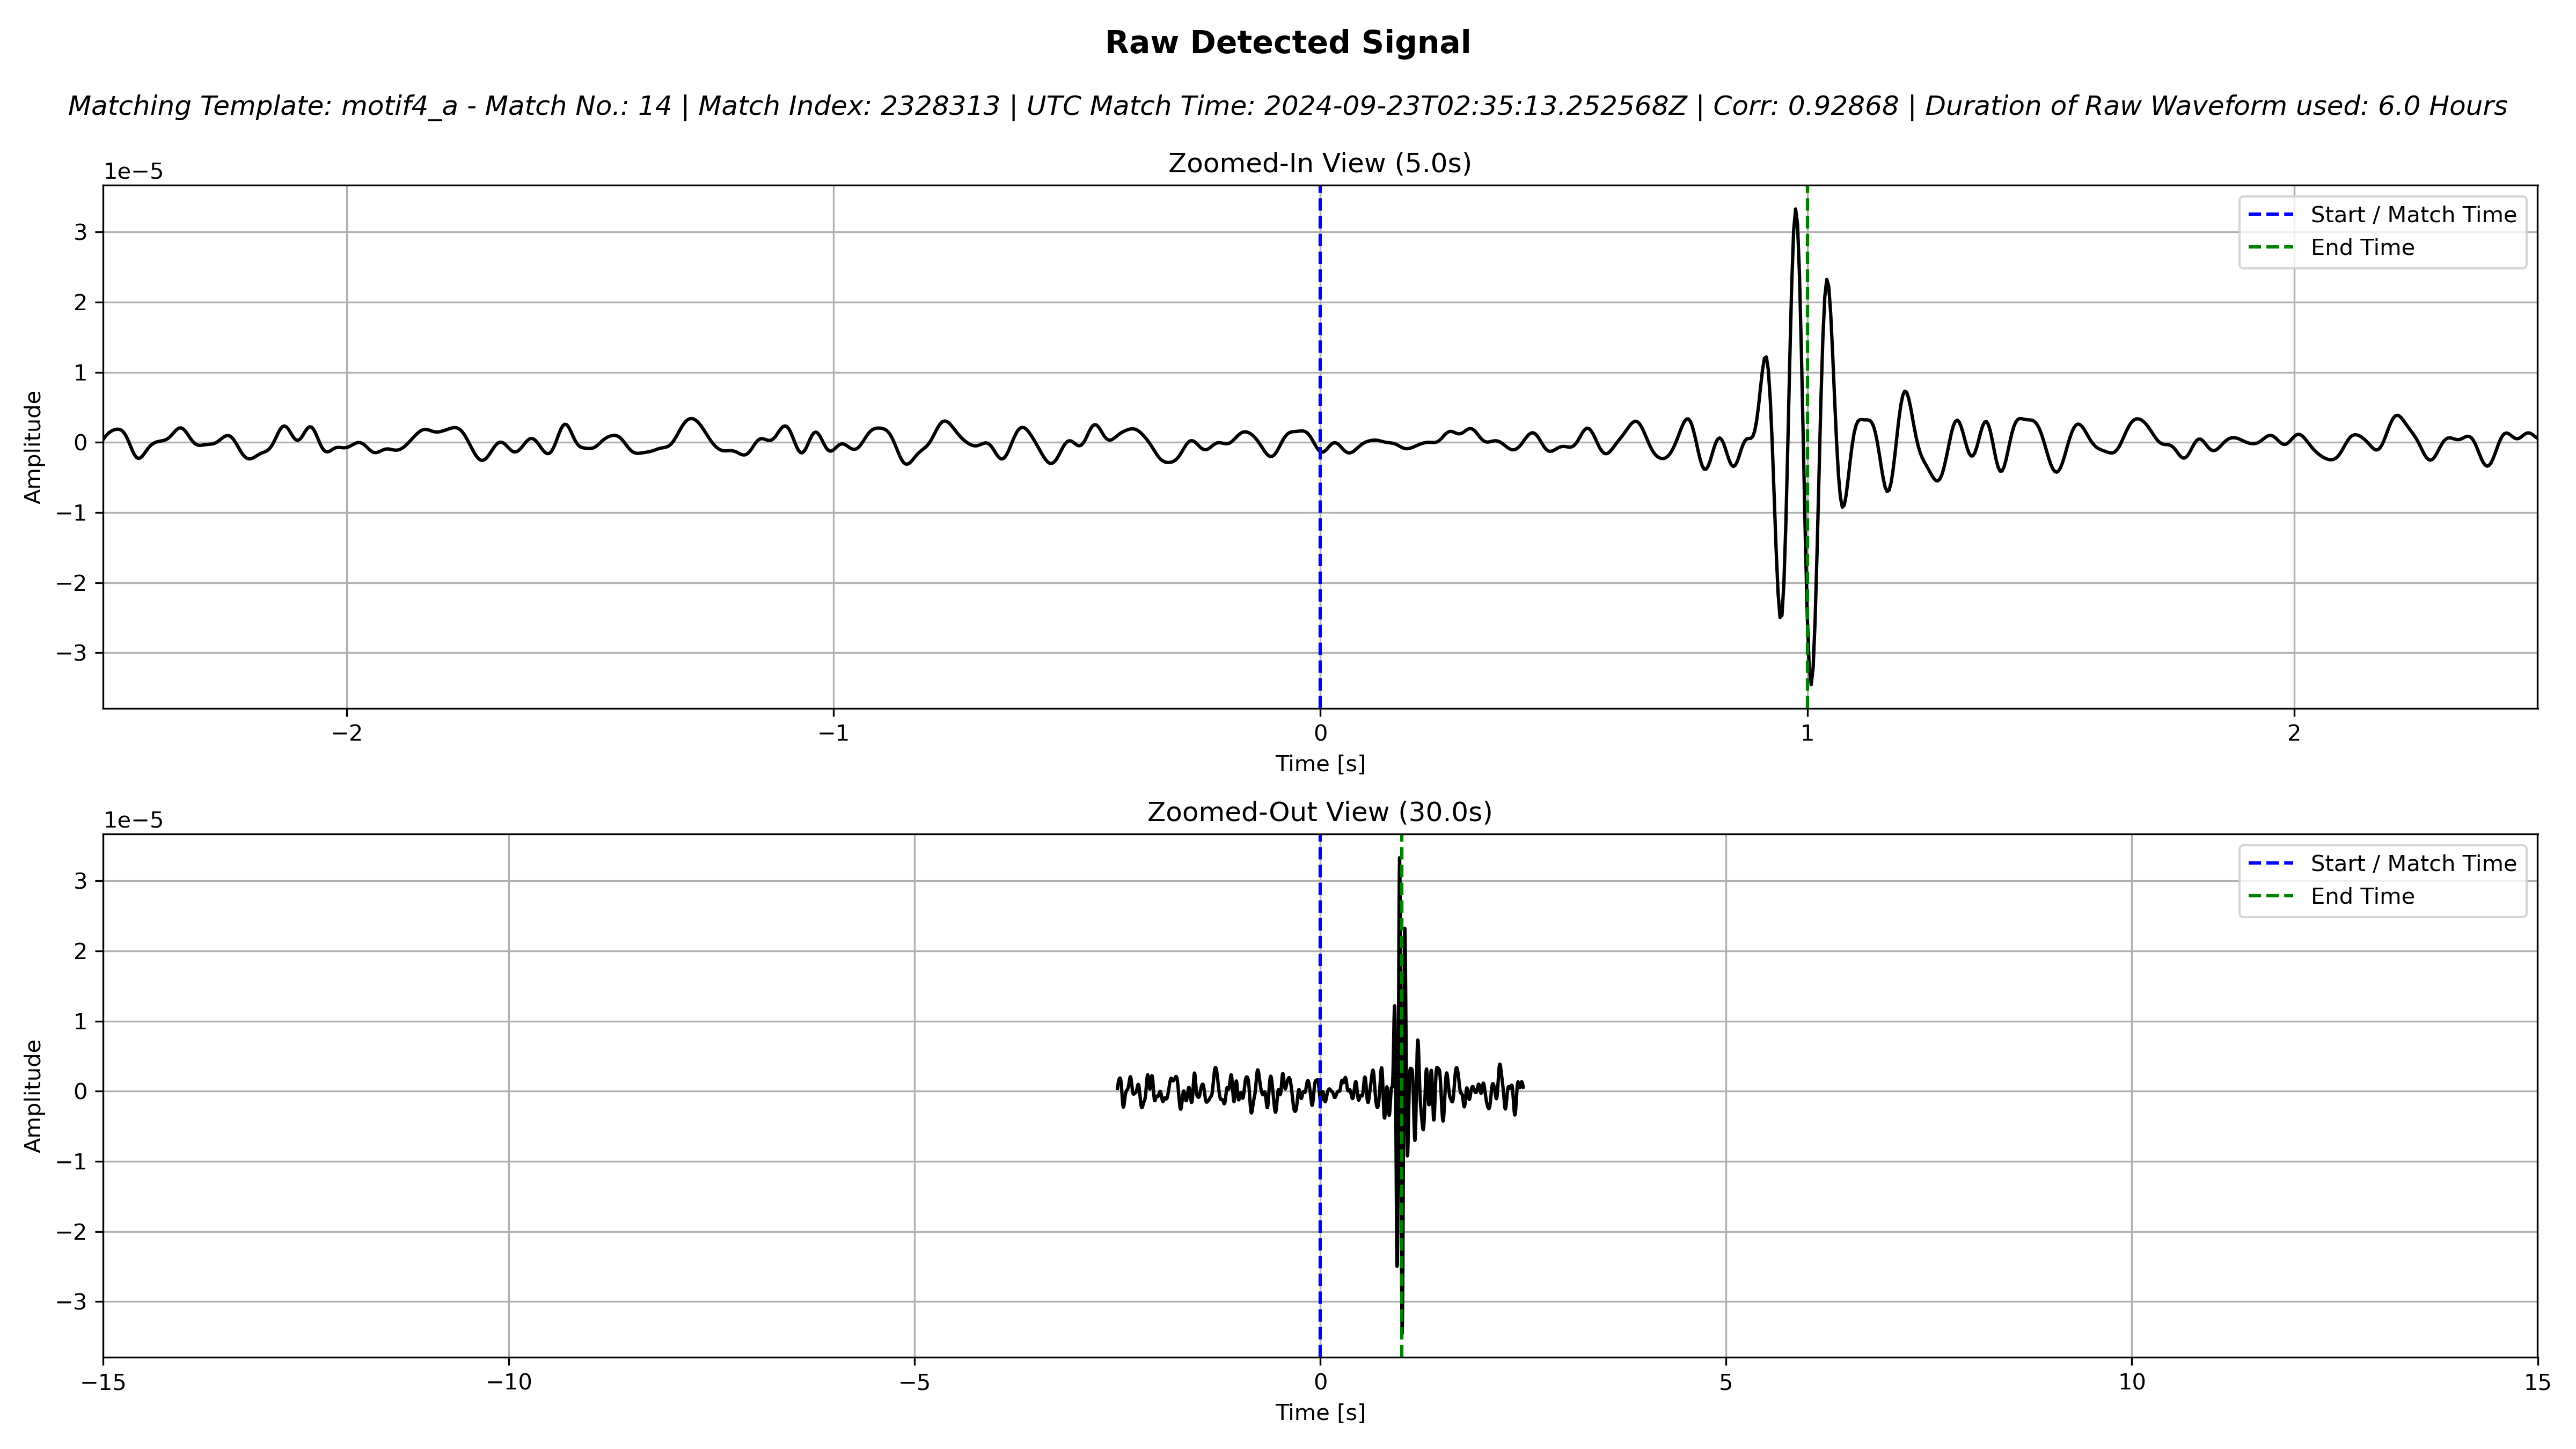 Raw Detected Signal
Matching Template: motif4_a - Match No.: 14 | Match Index: 2328313 | UTC Match Time: 2024-09-23T02:35:13.252568Z | Corr: 0.92868 | Duration of Raw Waveform used: 6.0 Hours
Zoomed-In View (5.0s)
1e−5
Start / Match Time
End Time
3
2
1
0
−1
−2
−3
Amplitude
−2
−1
0
1
2
Time [s]
Zoomed-Out View (30.0s)
1e−5
Start / Match Time
End Time
3
2
1
0
−1
−2
−3
Amplitude
−15
−10
−5
0
5
10
15
Time [s]